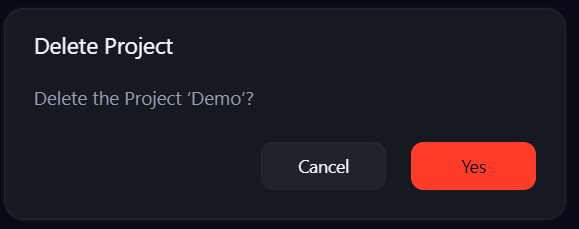 Delete Project
Delete the Project ‘Demo’?
Cancel
Yes